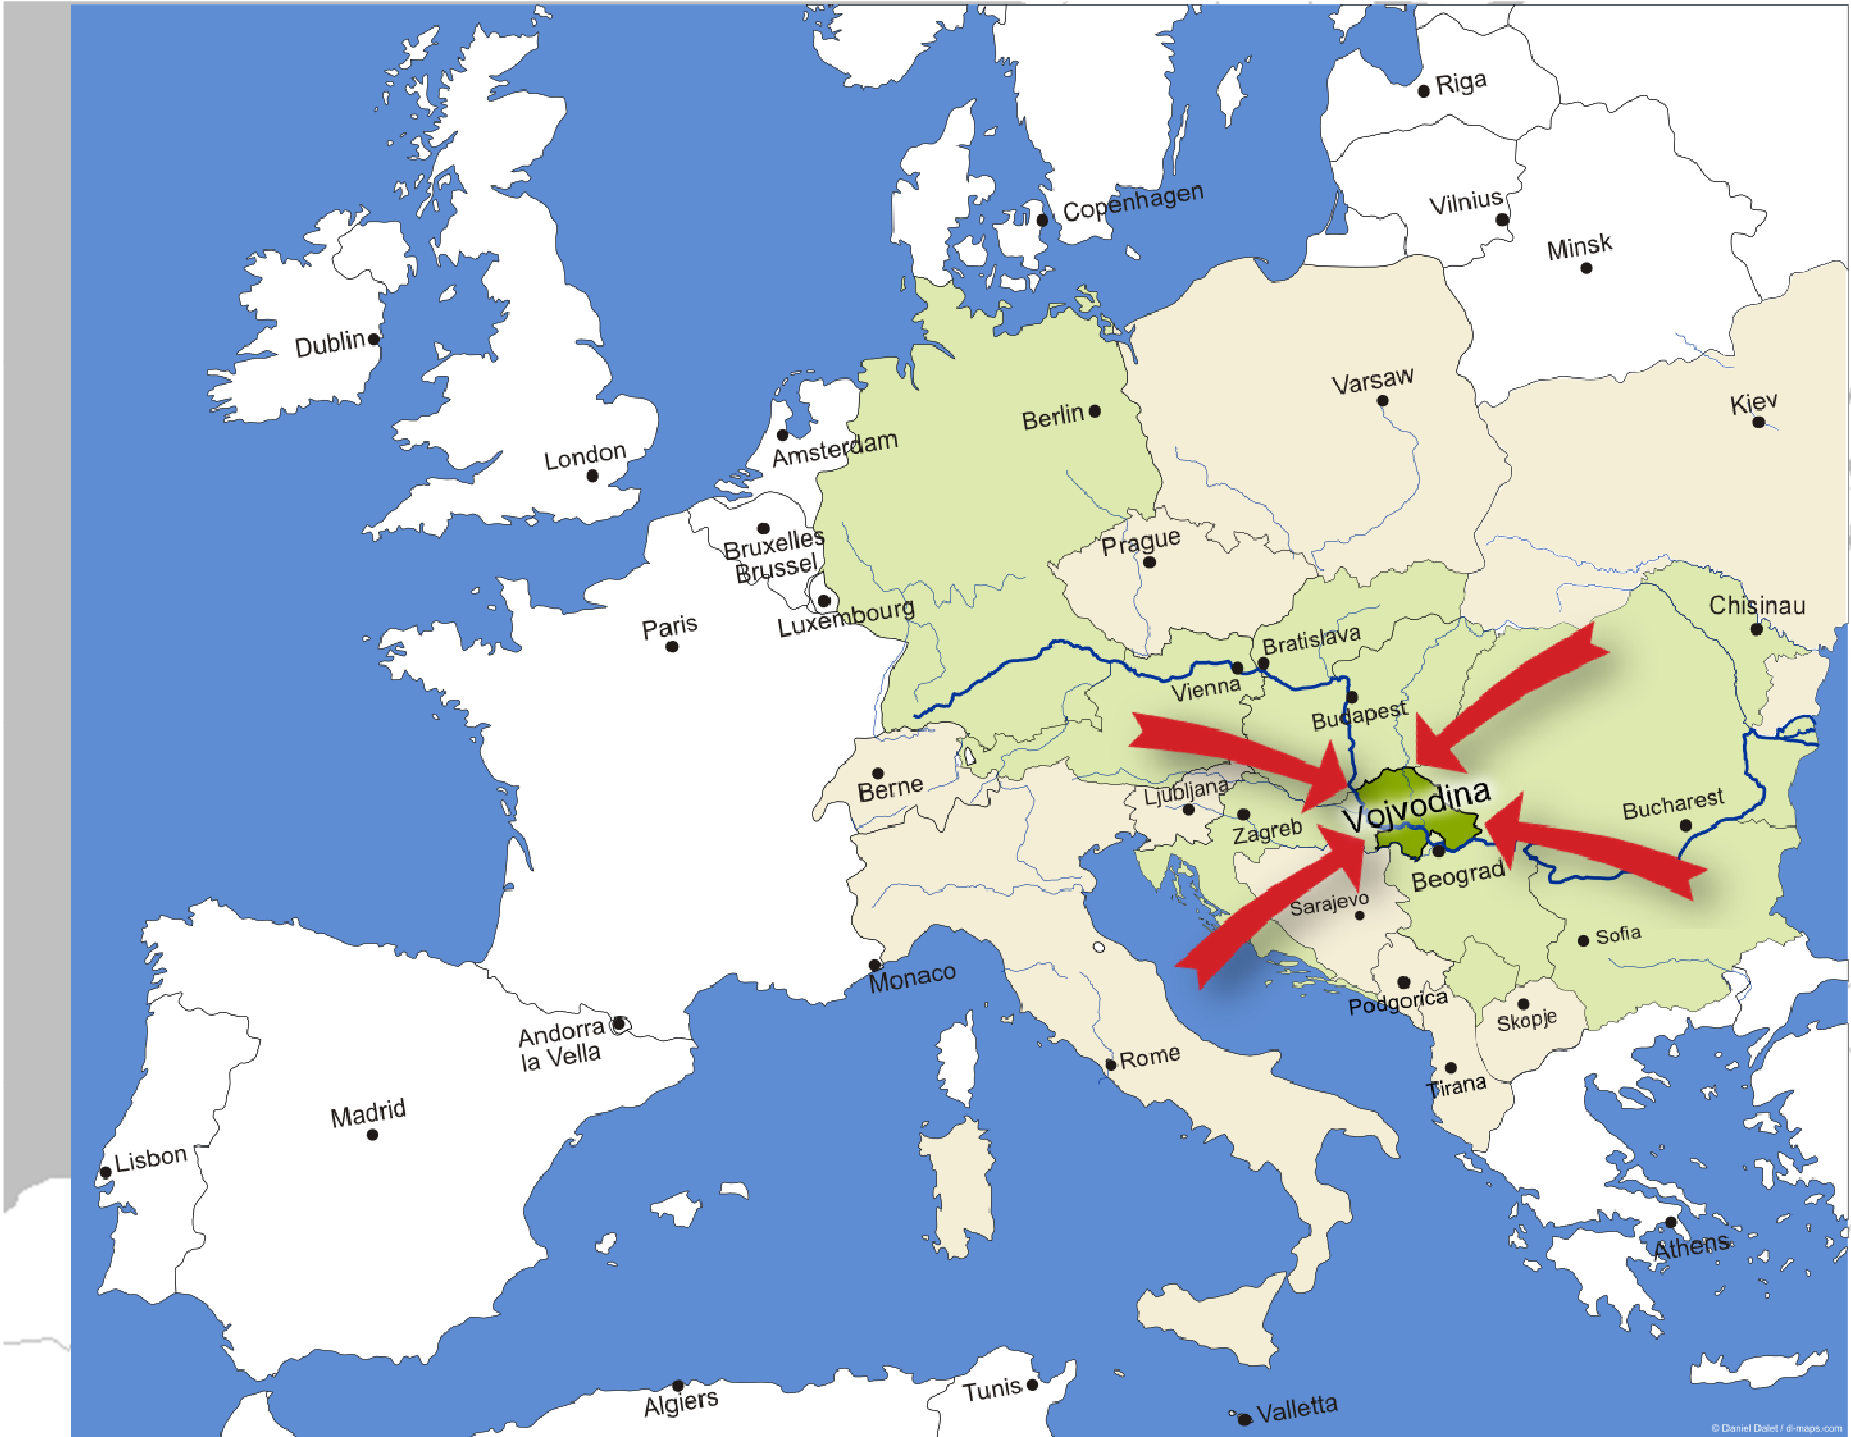 Riga
Copenhagen
Vilnius
Minsk
Dublin
Varsaw
Kiev
Berlin
Amsterdam
London
Bruxelles
Brussel
Prague
Luxembourg
Chisinau
Paris
Bratislava
Vienna
Budapest
Berne
Ljubljana
Vojvodina
Zagreb
Bucharest
Beograd
Sarajevo
Sofia
Monaco
Podgorica
Skopje
Andorra
la Vella
Rome
Tirana
Madrid
Lisbon
Athens
Tunis
Algiers
Valletta
© Daniel Dalet / d-maps.com